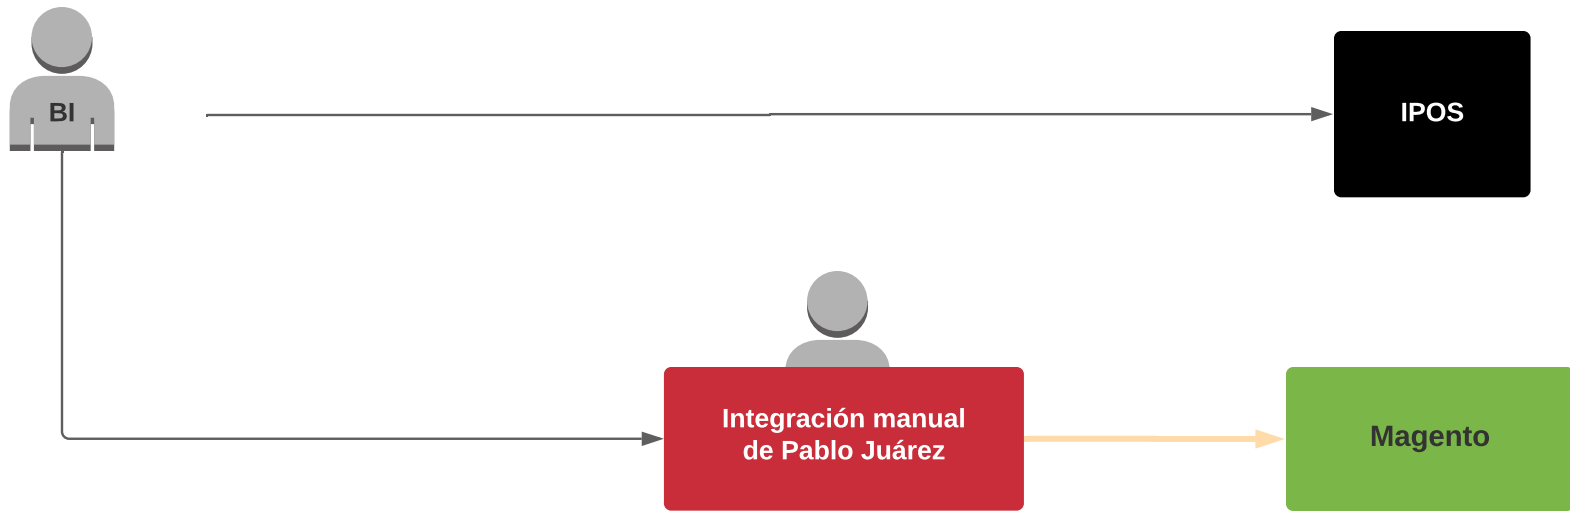 BI
IPOS
Integración manual
de Pablo Juárez
Magento